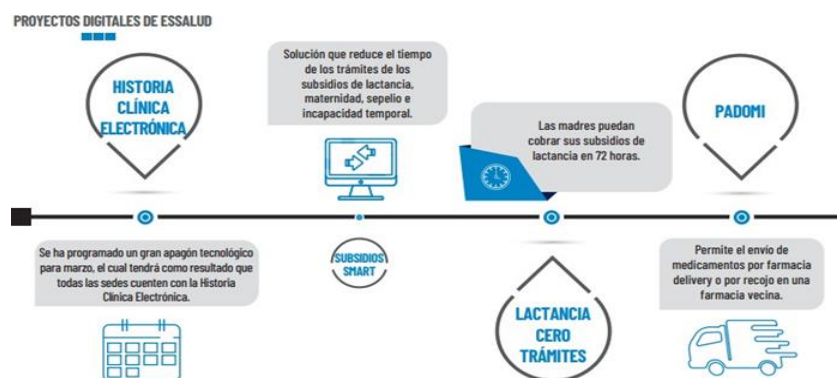 PROYECTOS DIGITALES DE ESSALUD
HISTORIA
CLÍNICA
ELECTRÓNICA
Se ha programado un gran apagón tecnológico
para marzo, el cual tendrá como resultado que
todas las sedes cuenten con la Historia
Clínica Electrónica.
Solución que reduce el tiempo
de los trámites de los
subsidios de lactancia,
maternidad, sepelio e
incapacidad temporal.
SUBSIDIOS
SMART
Las madres puedan
cobrar sus subsidios de
lactancia en 72 horas.
LACTANCIA
CERO
TRÁMITES
PADOMI
Permite el envío de
medicamentos por farmacia
delivery o por recojo en una
farmacia vecina.